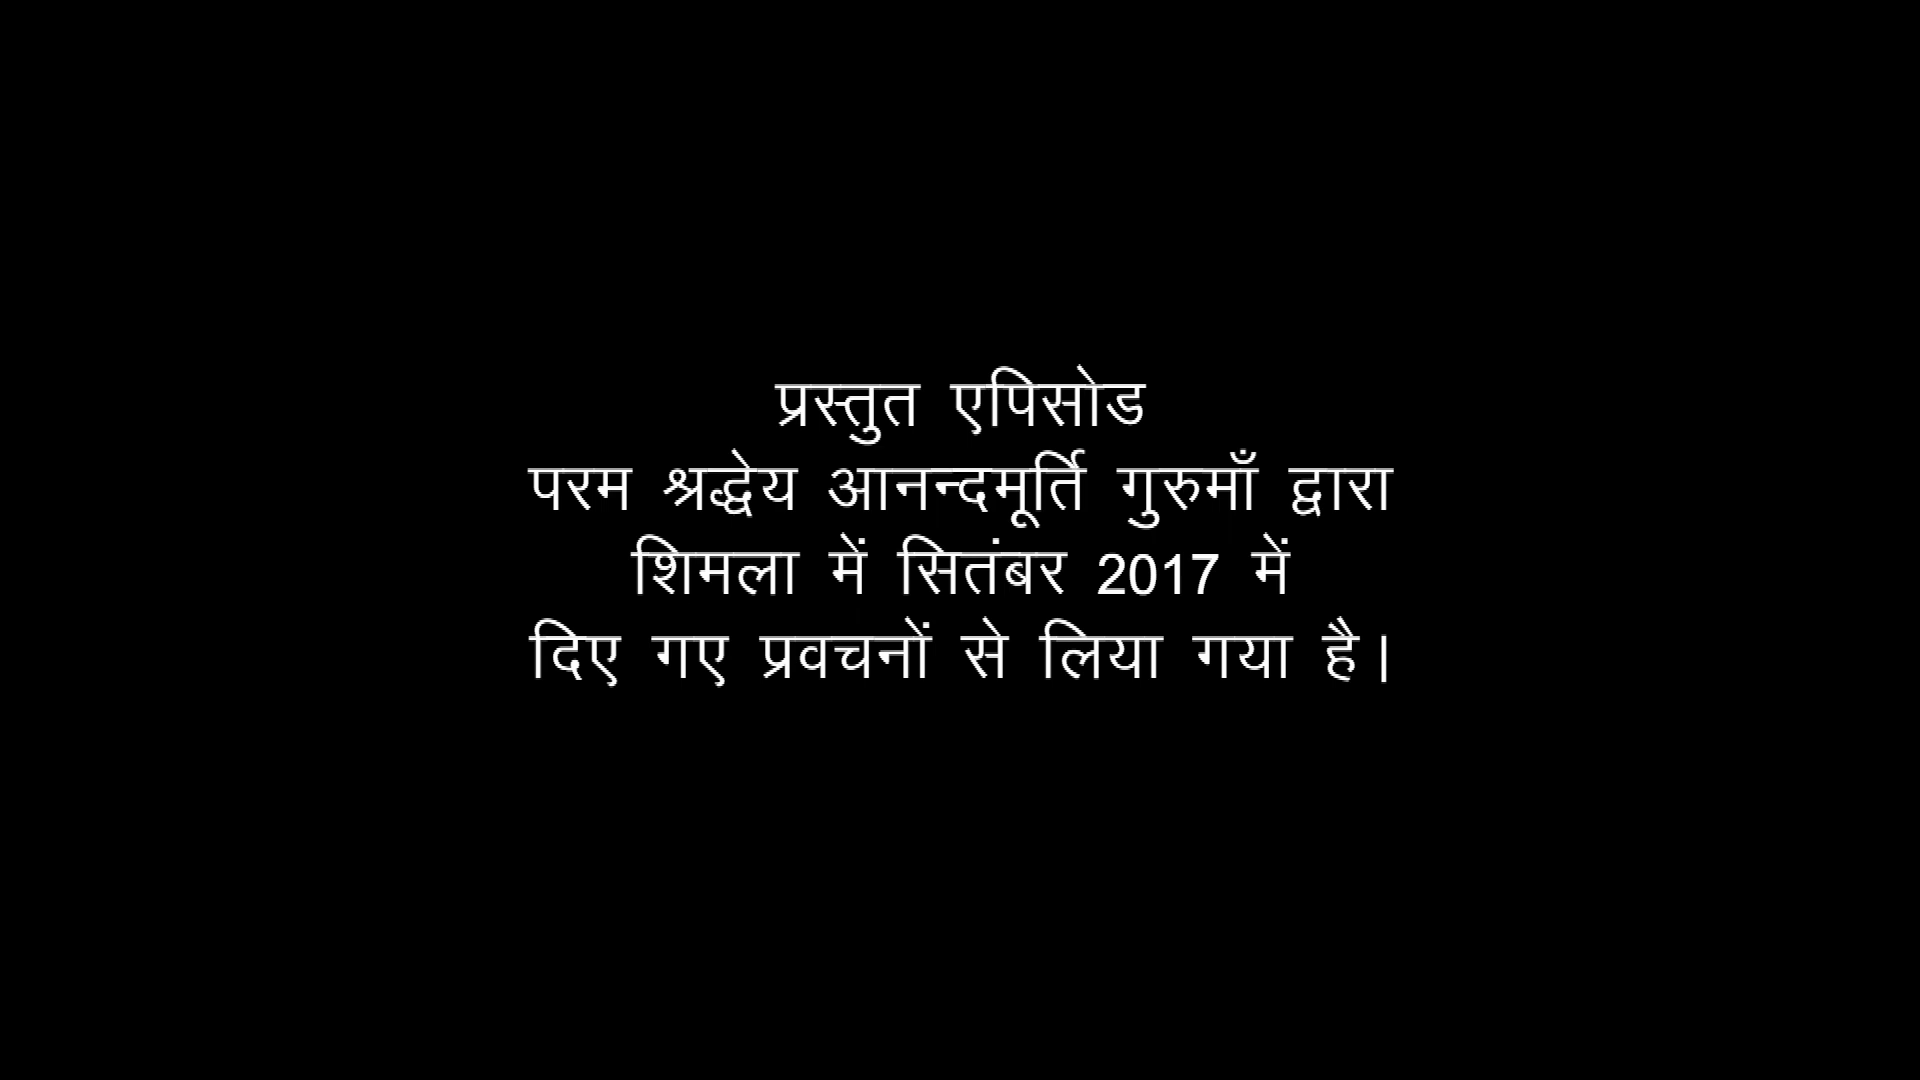 प्रस्तुत एपिसोड
परम श्रद्धेय आनन्दमूर्ति गुरुमाँ द्वारा
शिमला में सितंबर 2017 में
दिए गए प्रवचनों से लिया गया है।